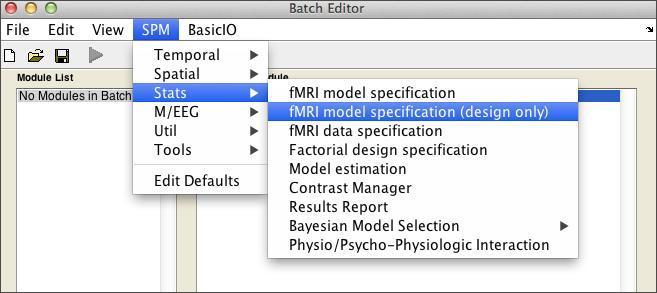 Batch Editor
File Edit View SPM BasicIO
Module List
No Modules in Batch
Temporal
Spatial
Stats
M/EEG
Util
Tools
Edit Defaults
fMRI model specification
fMRI model specification (design only)
fMRI data specification
Factorial design specification
Model estimation
Contrast Manager
Results Report
Bayesian Model Selection
Physio/Psycho-Physiologic Interaction